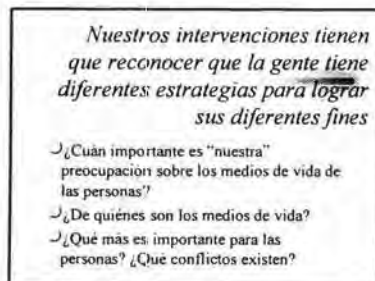 Nuestros intervenciones tienen
que reconocer que la gente tiene
diferentes estrategias para lograr
sus diferentes fines
¿Cuán importante es "nuestra"
preocupación sobre los medios de vida de
las personas?
¿De quiénes son los medios de vida?
¿Qué más es importante para las
personas? ¿Qué conflictos existen?